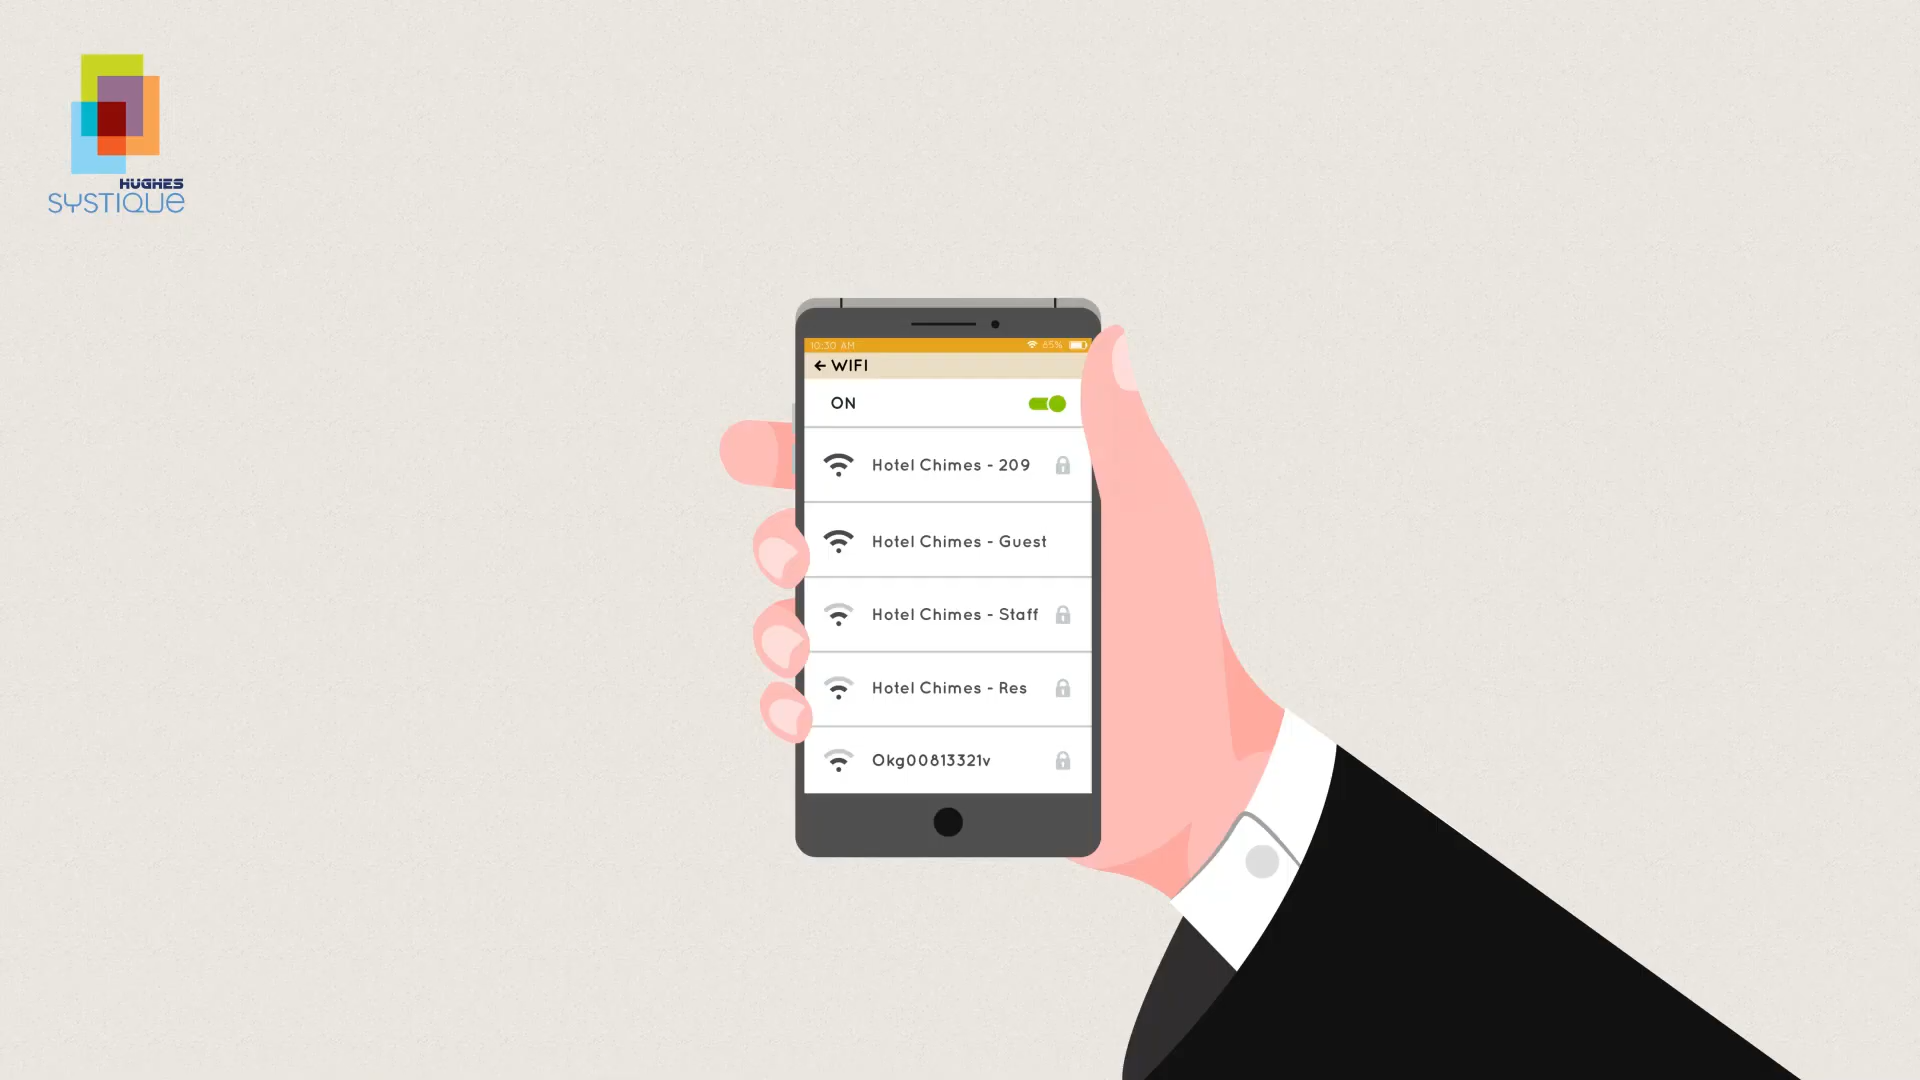 HUGHES
SYSTIQUE
10:30 AM 65%
WIFI
ON
Hotel Chimes - 209
Hotel Chimes - Guest
Hotel Chimes - Staff
Hotel Chimes - Res
Okg00813321v